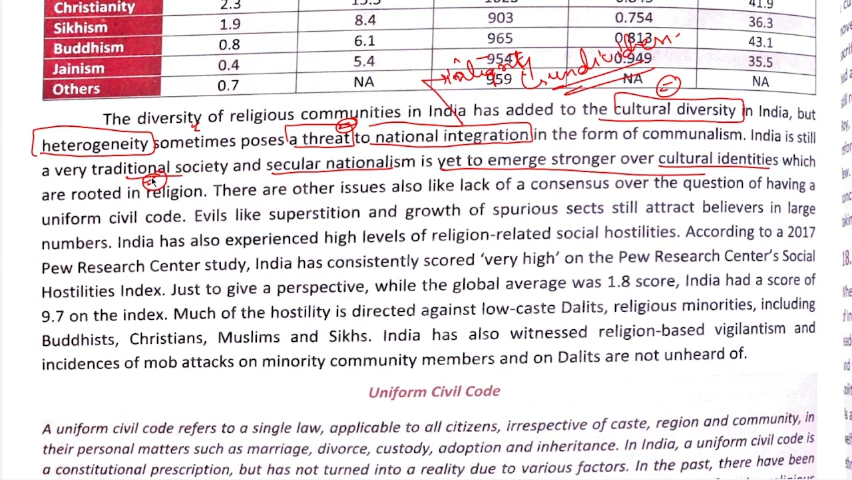 Christianity 2.3 41.9
Sikhism 1.9 8.4 903 0.754 36.3
Buddhism 0.8 6.1 965 0.813 43.1
Jainism 0.4 5.4 954 0.949 35.5
Others 0.7 NA 959 NA NA
The diversity of religious communities in India has added to the cultural diversity in India, but
heterogeneity sometimes poses a threat to national integration in the form of communalism. India is still
a very traditional society and secular nationalism is yet to emerge stronger over cultural identities which
are rooted in religion. There are other issues also like lack of a consensus over the question of having a
uniform civil code. Evils like superstition and growth of spurious sects still attract believers in large
numbers. India has also experienced high levels of religion-related social hostilities. According to a 2017
Pew Research Center study, India has consistently scored ‘very high’ on the Pew Research Center’s Social
Hostilities Index. Just to give a perspective, while the global average was 1.8 score, India had a score of
9.7 on the index. Much of the hostility is directed against low-caste Dalits, religious minorities, including
Buddhists, Christians, Muslims and Sikhs. India has also witnessed religion-based vigilantism and
incidences of mob attacks on minority community members and on Dalits are not unheard of.
Uniform Civil Code
A uniform civil code refers to a single law, applicable to all citizens, irrespective of caste, region and community, in
their personal matters such as marriage, divorce, custody, adoption and inheritance. In India, a uniform civil code is
a constitutional prescription, but has not turned into a reality due to various factors. In the past, there have been